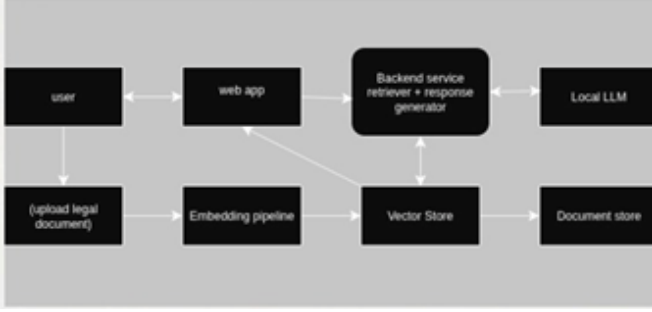 user
web app
Backend service
retriever + response
generator
Local LLM
(upload legal
document)
Embedding pipeline
Vector Store
Document store